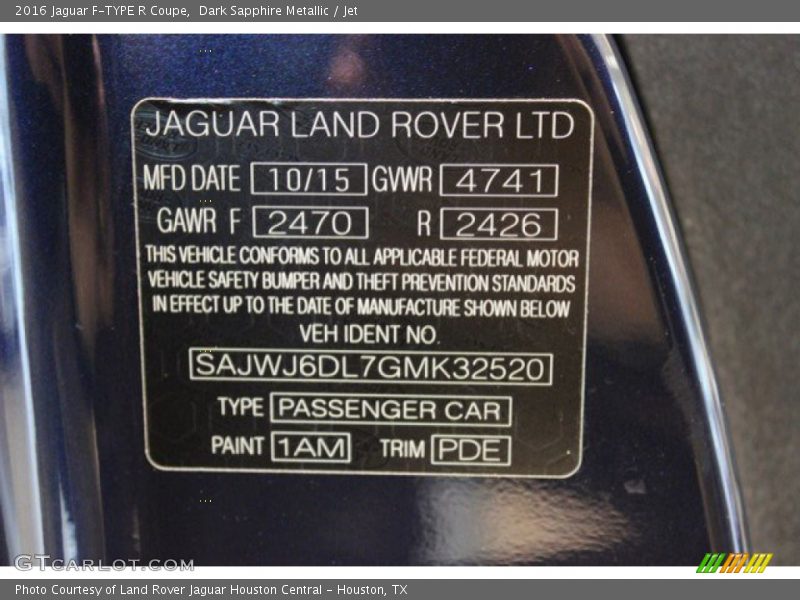 2016 Jaguar F-TYPE R Coupe, Dark Sapphire Metallic / Jet
JAGUAR LAND ROVER LTD
MFD DATE 10/15 GVWR 4741
GAWR F 2470 R 2426
THIS VEHICLE CONFORMS TO ALL APPLICABLE FEDERAL MOTOR
VEHICLE SAFETY BUMPER AND THEFT PREVENTION STANDARDS
IN EFFECT UP TO THE DATE OF MANUFACTURE SHOWN BELOW
VEH IDENT NO.
SAJWJ6DL7GMK32520
TYPE PASSENGER CAR
PAINT 1AM TRIM PDE
GTCARLOT.COM
Photo Courtesy of Land Rover Jaguar Houston Central - Houston, TX